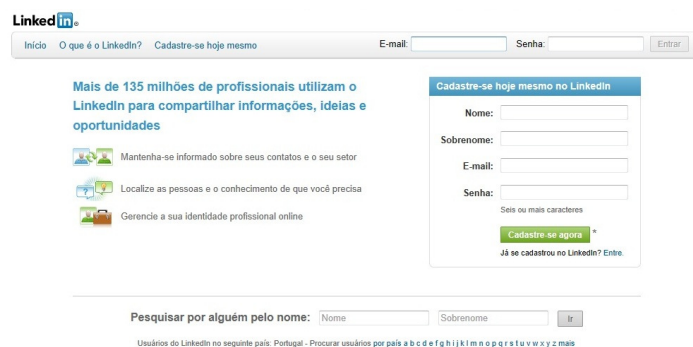 Linked in®
Início O que é o LinkedIn? Cadastre-se hoje mesmo E-mail: Senha: Entrar
Mais de 135 milhões de profissionais utilizam o
LinkedIn para compartilhar informações, ideias e
oportunidades
Mantenha-se informado sobre seus contatos e o seu setor
Localize as pessoas e o conhecimento de que você precisa
Gerencie a sua identidade profissional online
Cadastre-se hoje mesmo no LinkedIn
Nome:
Sobrenome:
E-mail:
Senha:
Seis ou mais caracteres
Cadastre-se agora *
Já se cadastrou no LinkedIn? Entre.
Pesquisar por alguém pelo nome: Nome Sobrenome Ir
Usuários do LinkedIn no seguinte país: Portugal - Procurar usuários por país a b c d e f g h i j k l m n o p q r s t u v w x y z mais